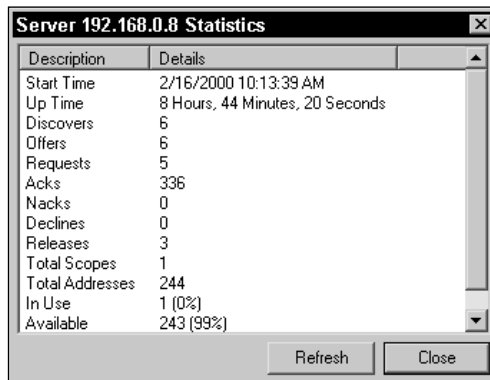 Server 192.168.0.8 Statistics
Description Details
Start Time 2/16/2000 10:13:39 AM
Up Time 8 Hours, 44 Minutes, 20 Seconds
Discovers 6
Offers 6
Requests 5
Acks 336
Nacks 0
Declines 0
Releases 3
Total Scopes 1
Total Addresses 244
In Use 1 (0%)
Available 243 (99%)
Refresh Close